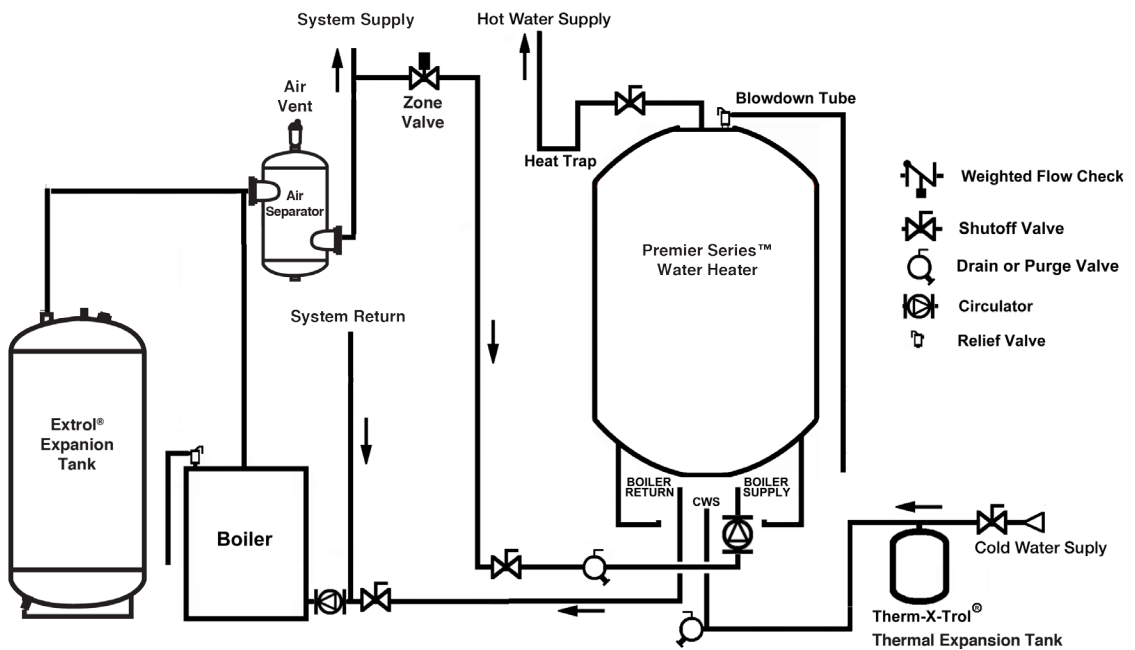 System Supply
Hot Water Supply
Air
Vent
Zone
Valve
Blowdown Tube
Heat Trap
Air
Separator
Premier Series™
Water Heater
Weighted Flow Check
Shutoff Valve
Drain or Purge Valve
Circulator
Relief Valve
System Return
Extrol®
Expanion
Tank
Boiler
BOILER
RETURN
CWS
BOILER
SUPPLY
Cold Water Suply
Therm-X-Trol®
Thermal Expansion Tank